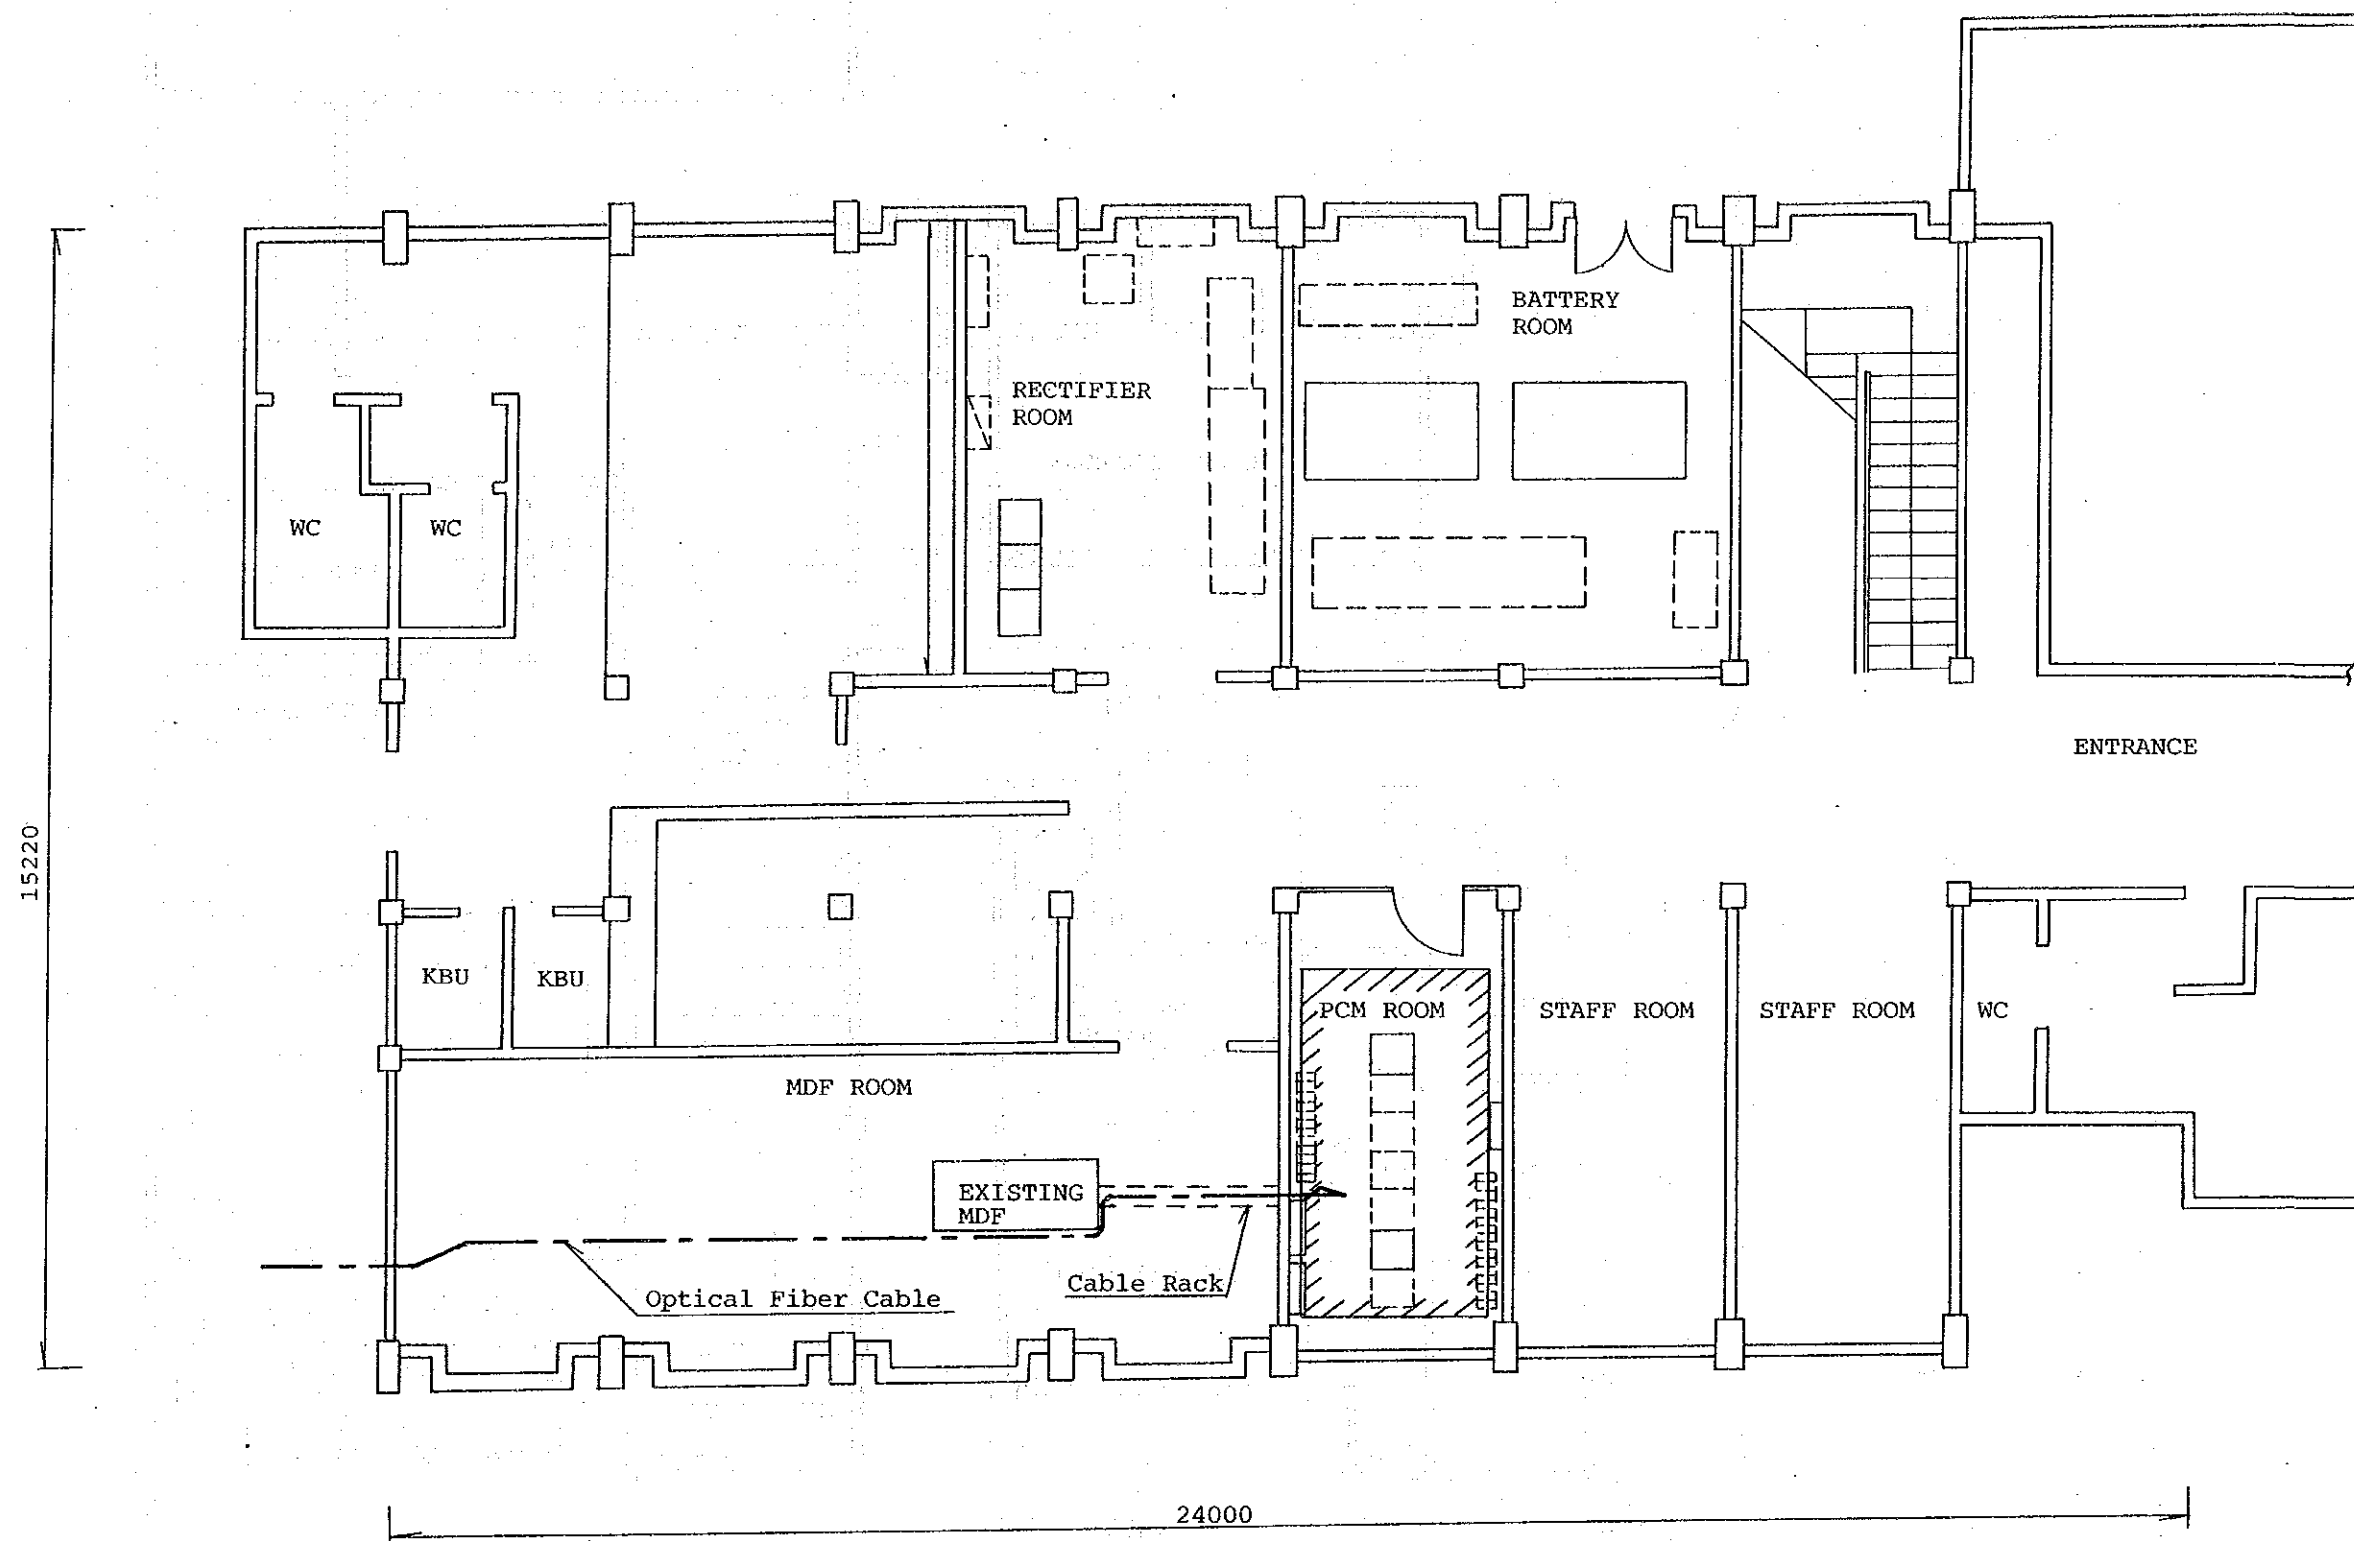 BATTERY
ROOM
RECTIFIER
ROOM
WC
WC
ENTRANCE
15220
KBU
KBU
PCM ROOM
STAFF ROOM
STAFF ROOM
WC
MDF ROOM
EXISTING
MDF
Cable Rack
Optical Fiber Cable
24000